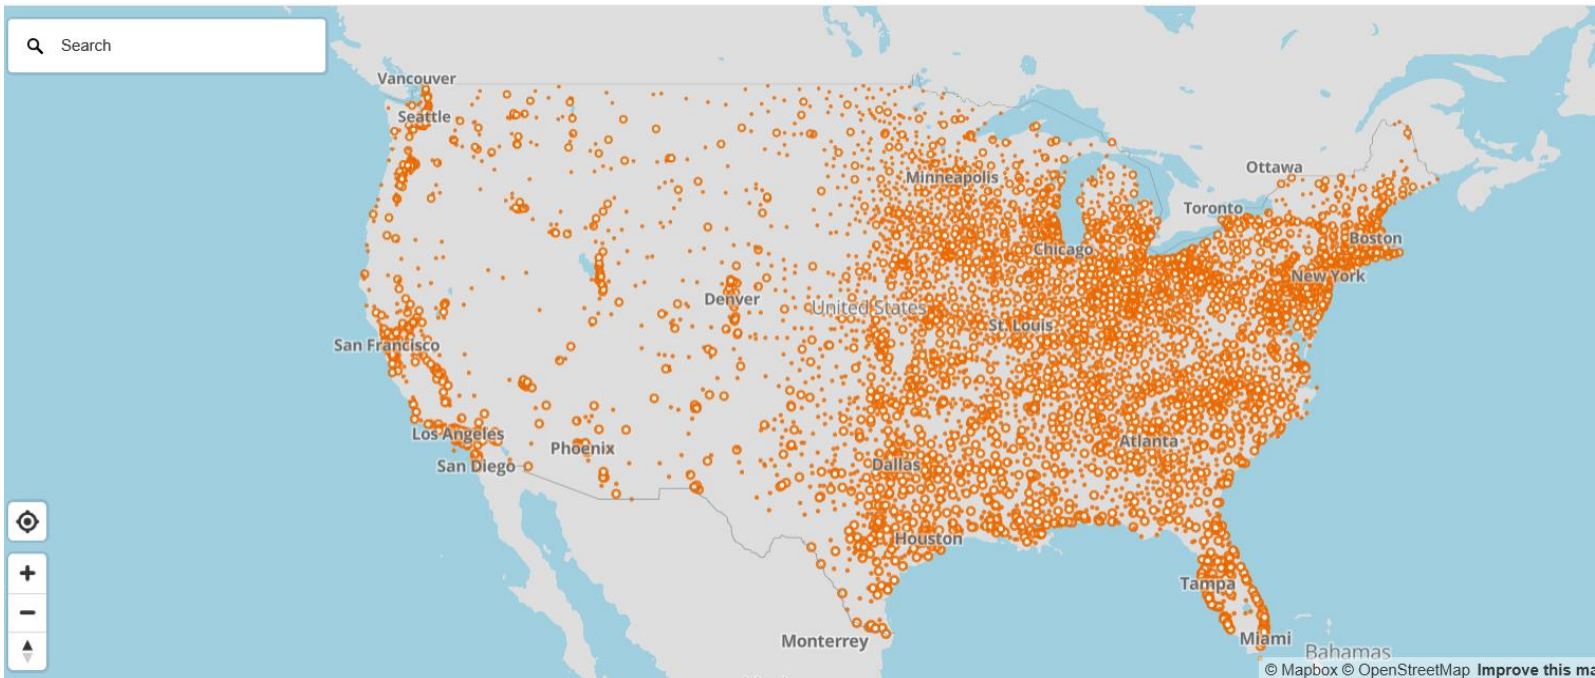 Search
Vancouver
Seattle
Minneapolis
Ottawa
Toronto
Boston
Chicago
New York
Denver
United States
St. Louis
San Francisco
Los Angeles
Phoenix
Atlanta
San Diego
Dallas
Houston
Tampa
Monterrey
Miami
Bahamas
© Mapbox © OpenStreetMap Improve this ma